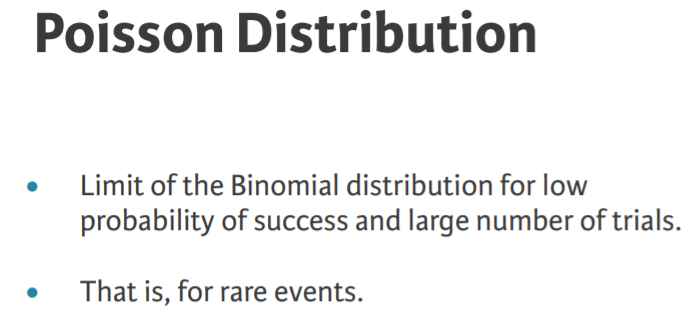 Poisson Distribution
• Limit of the Binomial distribution for low
probability of success and large number of trials.
• That is, for rare events.